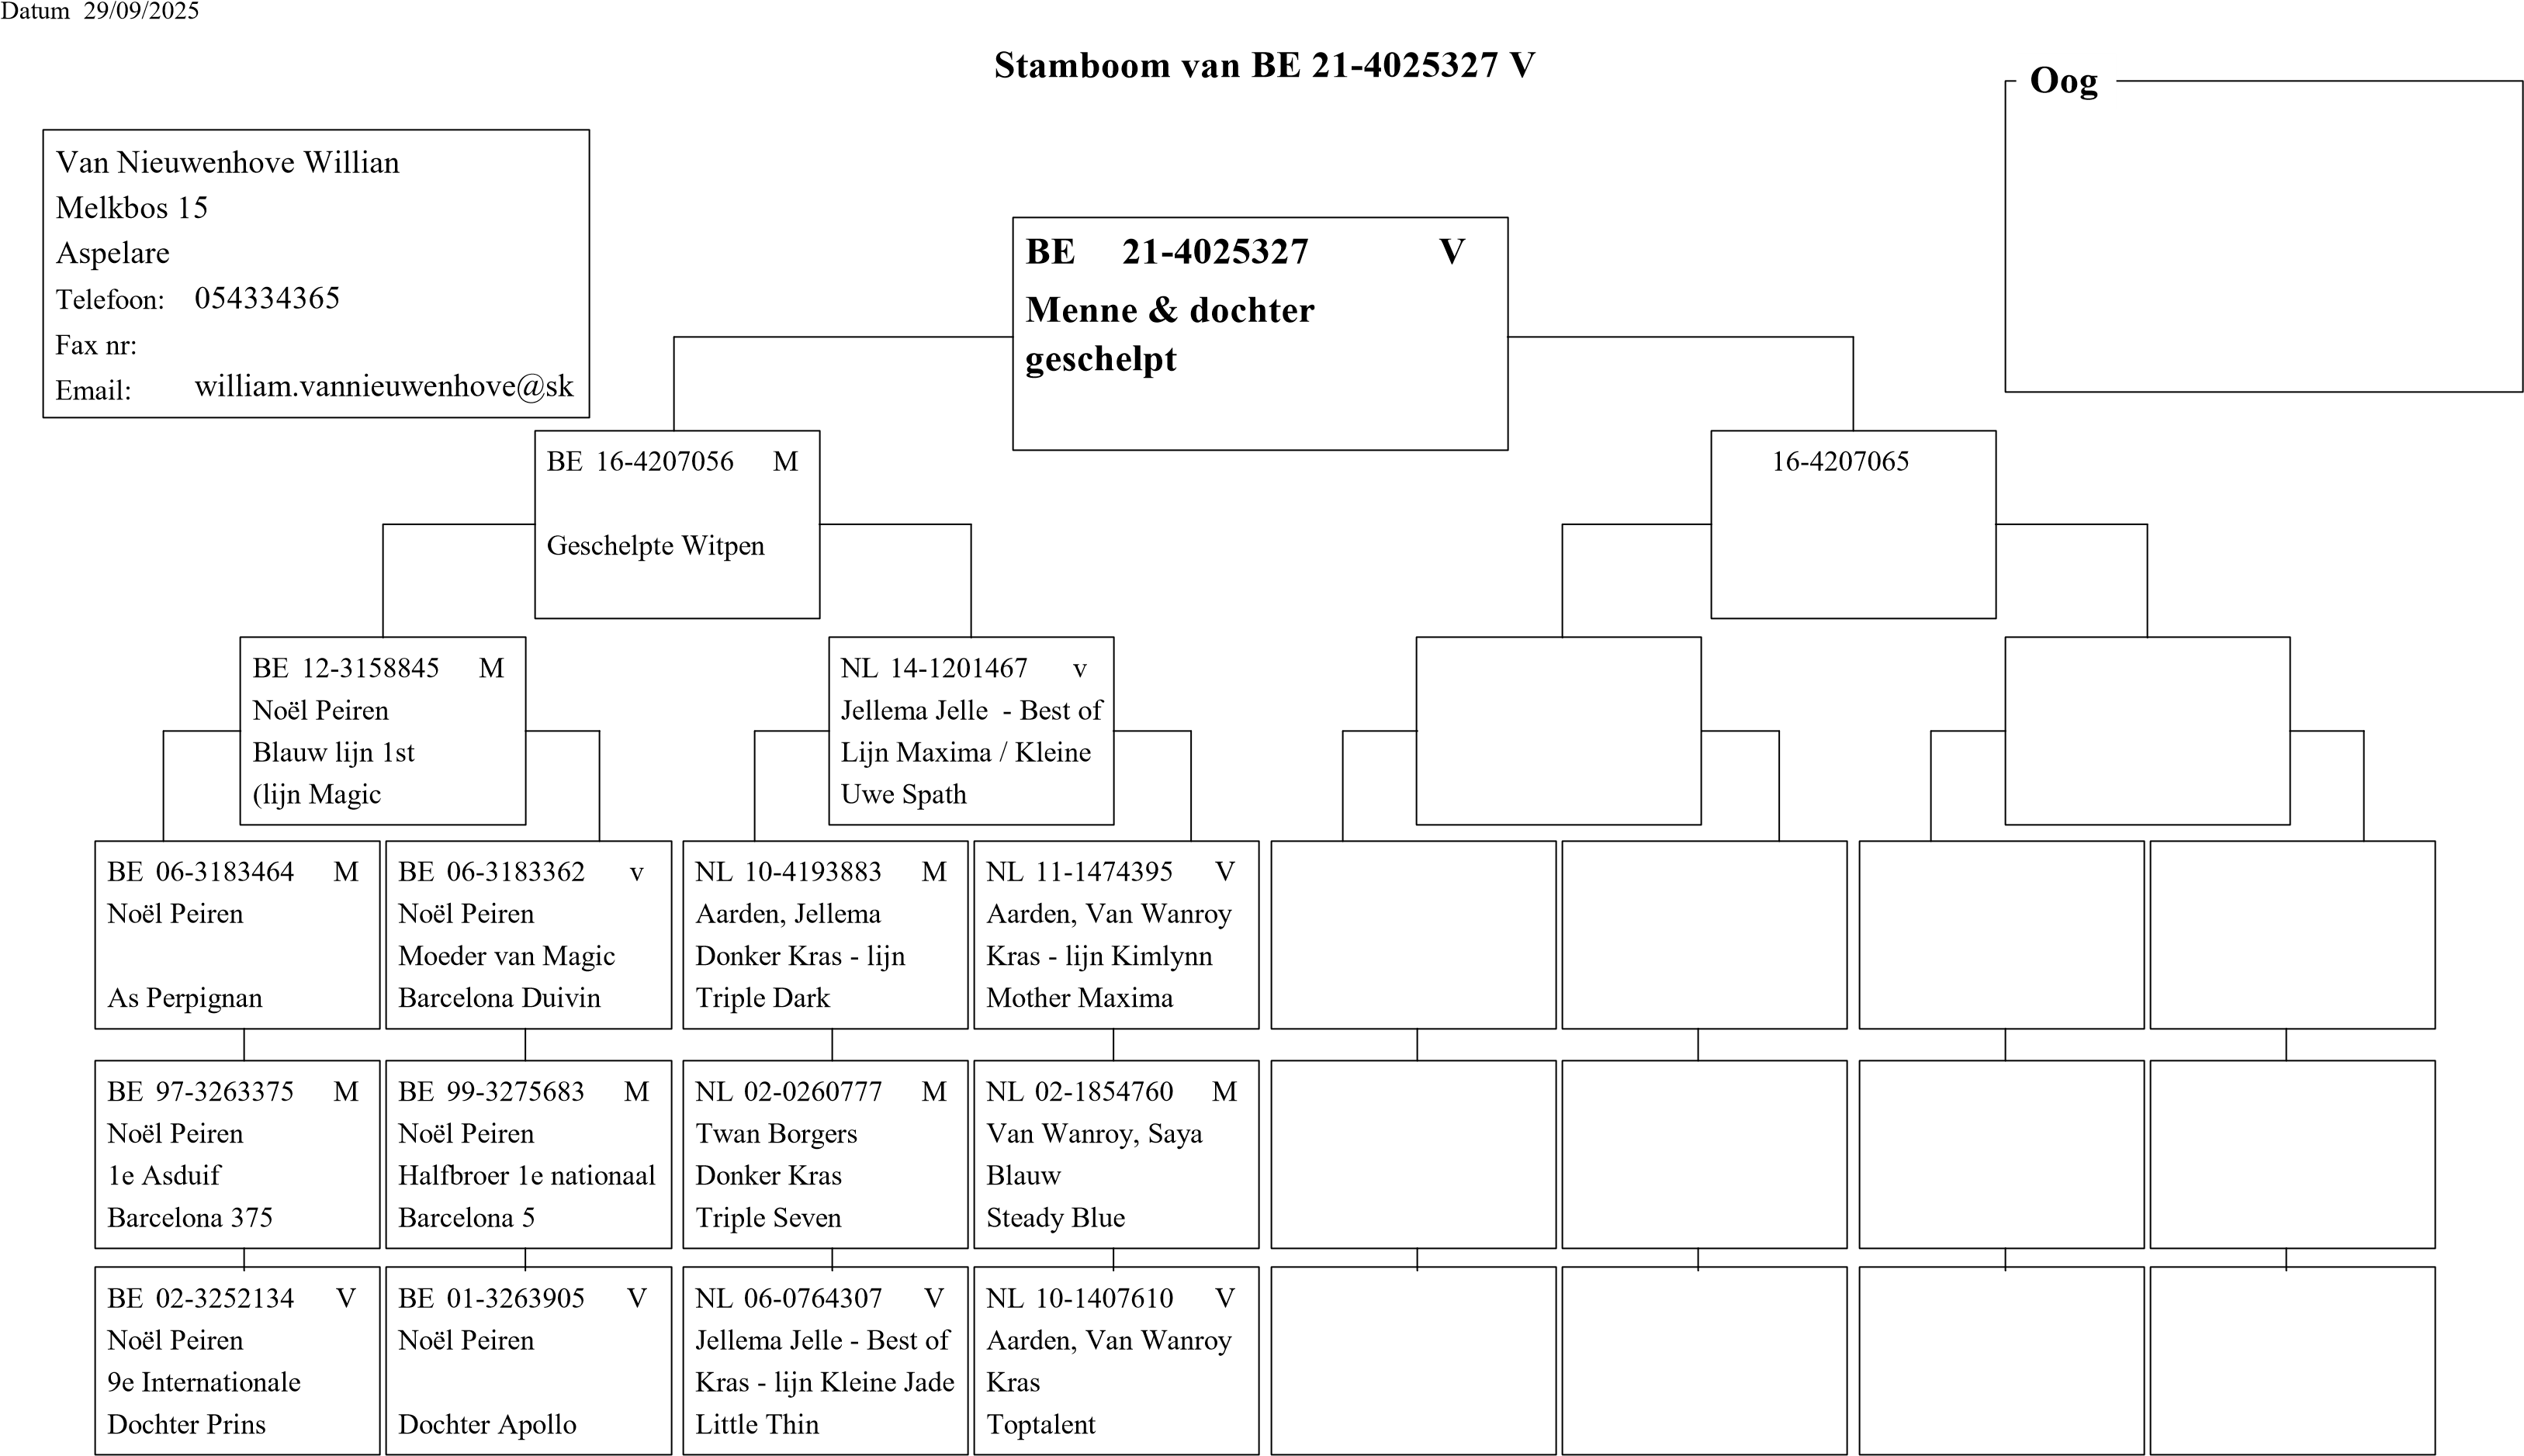 Datum 29/09/2025
Stamboom van BE 21-4025327 V
Oog
Van Nieuwenhove Willian
Melkbos 15
Aspelare
Telefoon: 054334365
Fax nr:
Email: william.vannieuwenhove@sk
BE 21-4025327 V
Menne & dochter
geschelpt
BE 16-4207056 M
Geschelpte Witpen
16-4207065
BE 12-3158845 M
Noël Peiren
Blauw lijn 1st
(lijn Magic
NL 14-1201467 v
Jellema Jelle - Best of
Lijn Maxima / Kleine
Uwe Spath
BE 06-3183464 M
Noël Peiren
As Perpignan
BE 06-3183362 v
Noël Peiren
Moeder van Magic
Barcelona Duivin
NL 10-4193883 M
Aarden, Jellema
Donker Kras - lijn
Triple Dark
NL 11-1474395 V
Aarden, Van Wanroy
Kras - lijn Kimlynn
Mother Maxima
BE 97-3263375 M
Noël Peiren
1e Asduif
Barcelona 375
BE 99-3275683 M
Noël Peiren
Halfbroer 1e nationaal
Barcelona 5
NL 02-0260777 M
Twan Borgers
Donker Kras
Triple Seven
NL 02-1854760 M
Van Wanroy, Saya
Blauw
Steady Blue
BE 02-3252134 V
Noël Peiren
9e Internationale
Dochter Prins
BE 01-3263905 V
Noël Peiren
Dochter Apollo
NL 06-0764307 V
Jellema Jelle - Best of
Kras - lijn Kleine Jade
Little Thin
NL 10-1407610 V
Aarden, Van Wanroy
Kras
Toptalent